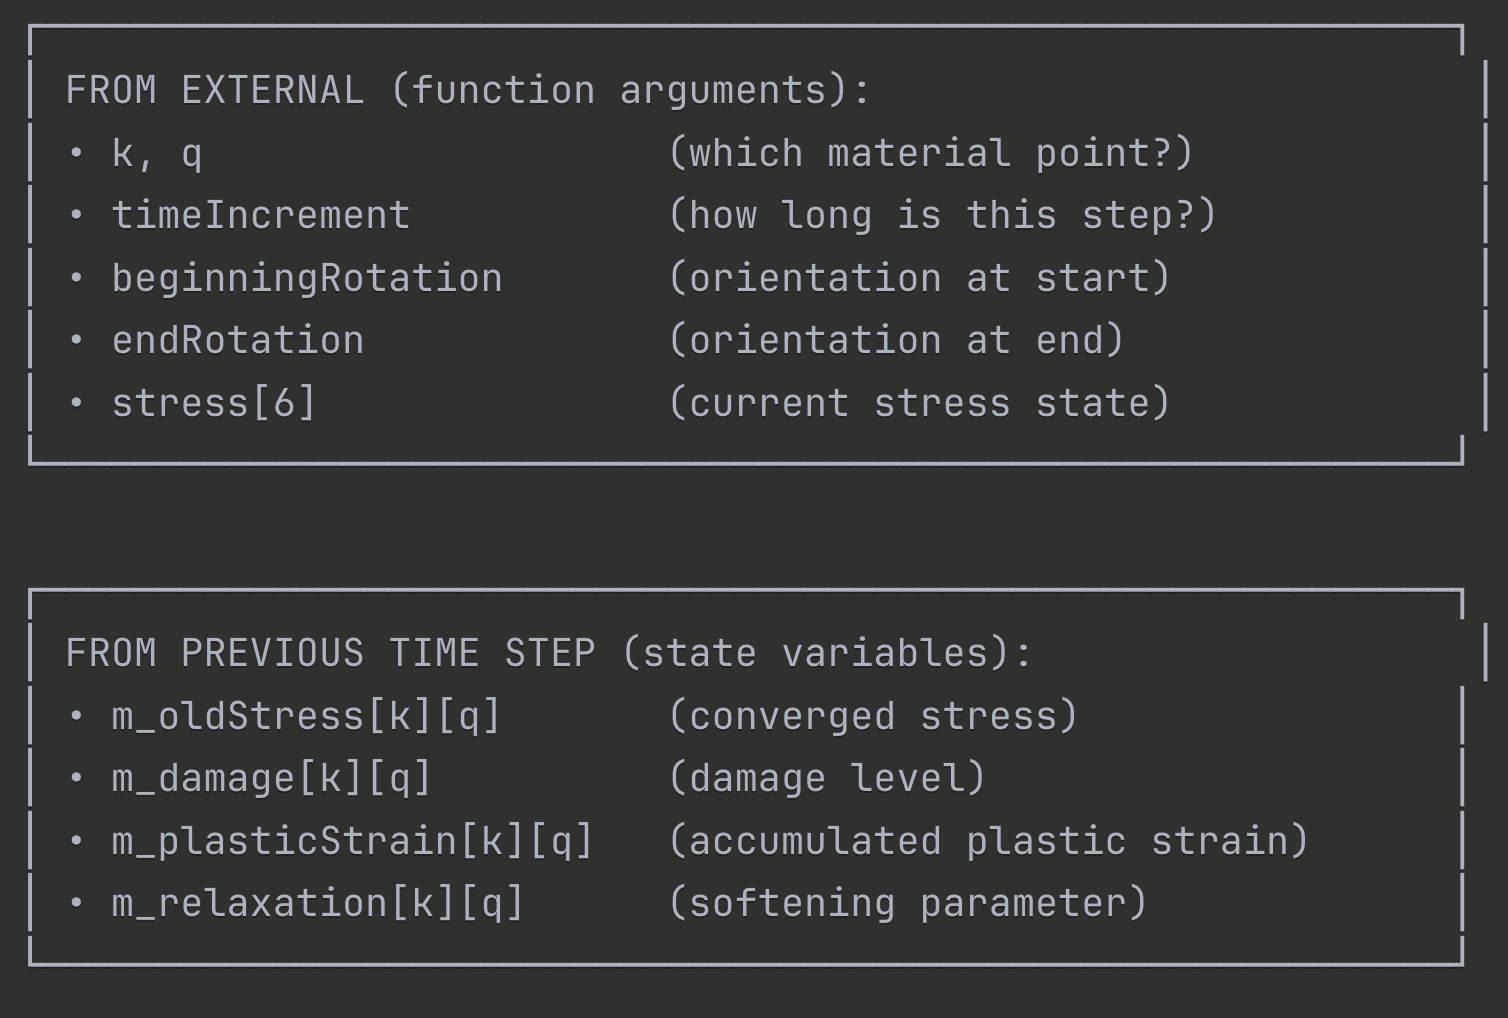 FROM EXTERNAL (function arguments):
• k, q (which material point?)
• timeIncrement (how long is this step?)
• beginningRotation (orientation at start)
• endRotation (orientation at end)
• stress[6] (current stress state)
FROM PREVIOUS TIME STEP (state variables):
• m_oldStress[k][q] (converged stress)
• m_damage[k][q] (damage level)
• m_plasticStrain[k][q] (accumulated plastic strain)
• m_relaxation[k][q] (softening parameter)